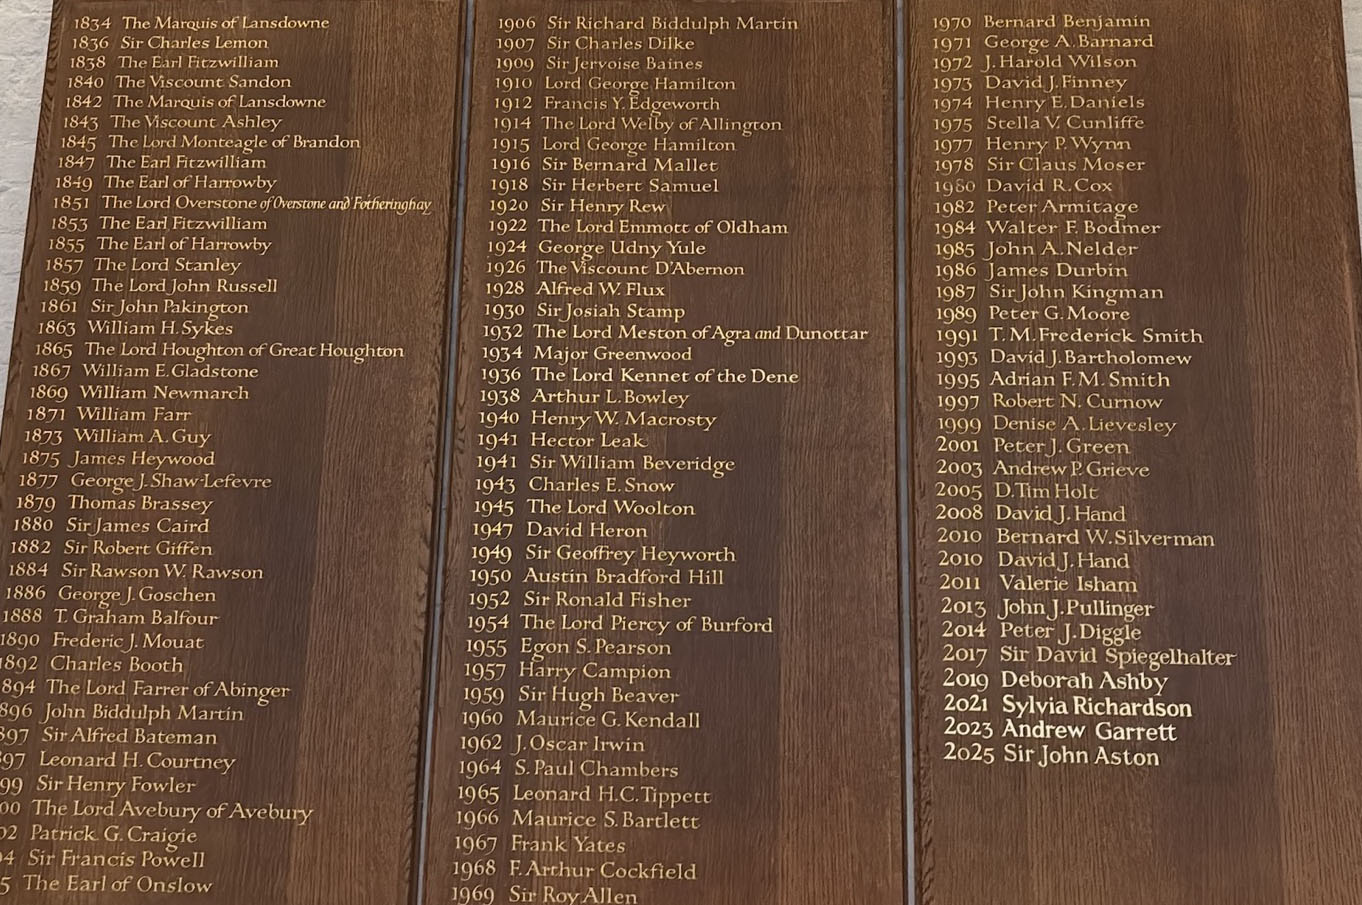 1834 The Marquis of Lansdowne
1836 Sir Charles Lemon
1838 The Earl Fitzwilliam
1840 The Viscount Sandon
1842 The Marquis of Lansdowne
1843 The Viscount Ashley
1845 The Lord Monteagle of Brandon
1847 The Earl Fitzwilliam
1849 The Earl of Harrowby
1851 The Lord Overstone of Overstone and Fotheringhay
1853 The Earl Fitzwilliam
1855 The Earl of Harrowby
1857 The Lord Stanley
1859 The Lord John Russell
1861 Sir John Pakington
1863 William H. Sykes
1865 The Lord Houghton of Great Houghton
1867 William E. Gladstone
1869 William Newmarch
1871 William Farr
1873 William A. Guy
1875 James Heywood
1877 George J. Shaw-Lefevre
1879 Thomas Brassey
1880 Sir James Caird
1882 Sir Robert Giffen
1884 Sir Rawson W. Rawson
1886 George J. Goschen
1888 T. Graham Balfour
1890 Frederic J. Mouat
1892 Charles Booth
894 The Lord Farrer of Abinger
896 John Biddulph Martin
897 Sir Alfred Bateman
97 Leonard H. Courtney
99 Sir Henry Fowler
00 The Lord Avebury of Avebury
02 Patrick G. Craigie
04 Sir Francis Powell
5 The Earl of Onslow
1906 Sir Richard Biddulph Martin
1907 Sir Charles Dilke
1909 Sir Jervoise Baines
1910 Lord George Hamilton
1912 Francis Y. Edgeworth
1914 The Lord Welby of Allington
1915 Lord George Hamilton
1916 Sir Bernard Mallet
1918 Sir Herbert Samuel
1920 Sir Henry Rew
1922 The Lord Emmott of Oldham
1924 George Udny Yule
1926 The Viscount D'Abernon
1928 Alfred W. Flux
1930 Sir Josiah Stamp
1932 The Lord Meston of Agra and Dunottar
1934 Major Greenwood
1936 The Lord Kennet of the Dene
1938 Arthur L. Bowley
1940 Henry W. Macrosty
1941 Hector Leak
1941 Sir William Beveridge
1943 Charles E. Snow
1945 The Lord Woolton
1947 David Heron
1949 Sir Geoffrey Heyworth
1950 Austin Bradford Hill
1952 Sir Ronald Fisher
1954 The Lord Piercy of Burford
1955 Egon S. Pearson
1957 Harry Campion
1959 Sir Hugh Beaver
1960 Maurice G. Kendall
1962 J. Oscar Irwin
1964 S. Paul Chambers
1965 Leonard H.C. Tippett
1966 Maurice S. Bartlett
1967 Frank Yates
1968 F. Arthur Cockfield
1969 Sir Roy Allen
1970 Bernard Benjamin
1971 George A. Barnard
1972 J. Harold Wilson
1973 David J. Finney
1974 Henry E. Daniels
1975 Stella V. Cunliffe
1977 Henry P. Wynn
1978 Sir Claus Moser
1980 David R. Cox
1982 Peter Armitage
1984 Walter F. Bodmer
1985 John A. Nelder
1986 James Durbin
1987 Sir John Kingman
1989 Peter G. Moore
1991 T. M. Frederick Smith
1993 David J. Bartholomew
1995 Adrian F. M. Smith
1997 Robert N. Curnow
1999 Denise A. Lievesley
2001 Peter J. Green
2003 Andrew P. Grieve
2005 D. Tim Holt
2008 David J. Hand
2010 Bernard W. Silverman
2010 David J. Hand
2011 Valerie Isham
2013 John J. Pullinger
2014 Peter J. Diggle
2017 Sir David Spiegelhalter
2019 Deborah Ashby
2021 Sylvia Richardson
2023 Andrew Garrett
2025 Sir John Aston